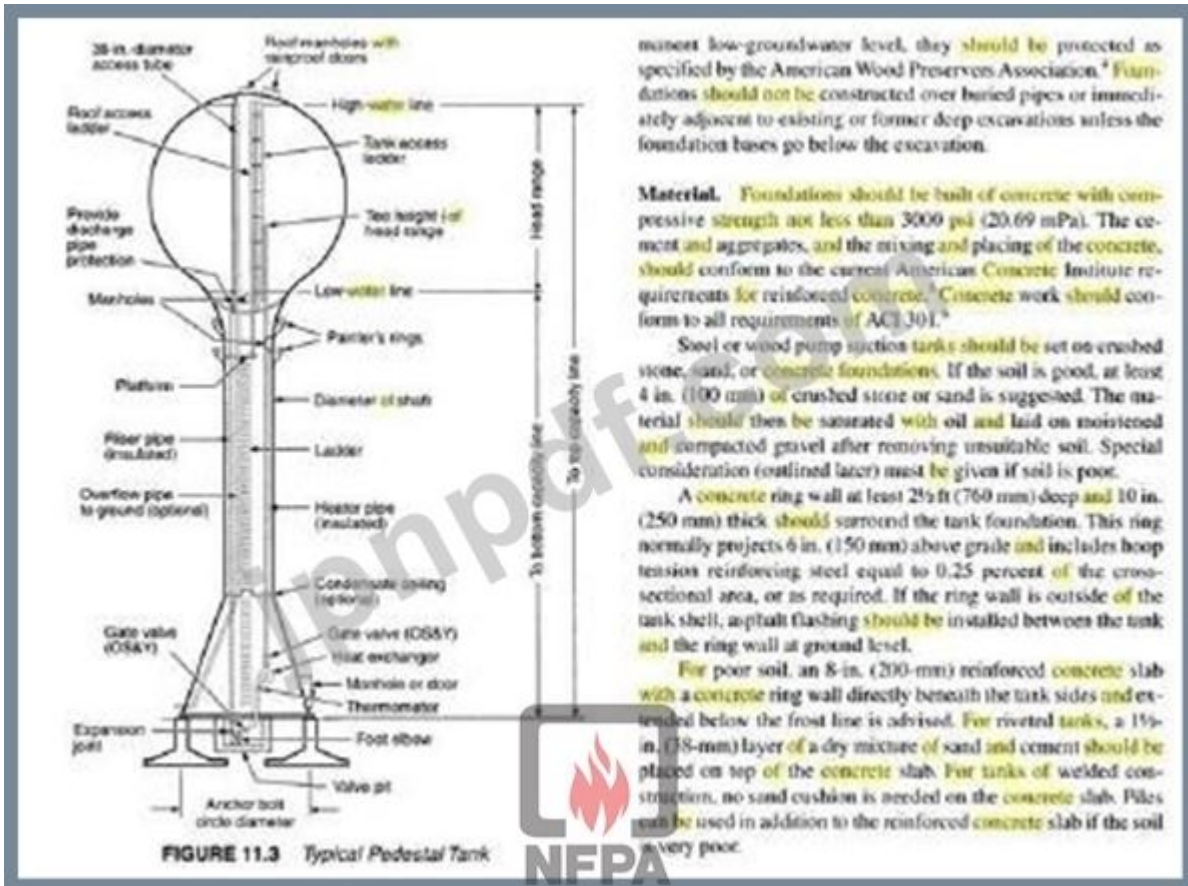 38-in.-diameter
access tube
Roof manholes with
rainproof doors
Roof access
ladder
High-water line
Tank access
ladder
Head range
Provide
discharge
pipe
protection
Tee height i of
head range
Manholes
Low-water line
Painter's rings
Platform
Diameter of shaft
Riser pipe
(insulated)
Ladder
Overflow pipe
to ground (optional)
Heater pipe
(insulated)
To bottom capacity line
To top capacity line
Condensate ceiling
(optional)
Gate valve
(OS&Y)
Gate valve (OS&Y)
Heat exchanger
Manhole or door
Thermometer
Expansion
joint
Foot elbow
Valve pit
Anchor bolt
circle diameter
FIGURE 11.3 Typical Pedestal Tank
manent low-groundwater level, they should be protected as
specified by the American Wood Preservers Association.⁴ Foun-
dations should not be constructed over buried pipes or immedi-
ately adjacent to existing or former deep excavations unless the
foundation bases go below the excavation.
Material. Foundations should be built of concrete with com-
pressive strength not less than 3000 psi (20.69 mPa). The ce-
ment and aggregates, and the mixing and placing of the concrete,
should conform to the current American Concrete Institute re-
quirements for reinforced concrete. Concrete work should con-
form to all requirements of ACI 301.
Steel or wood pump suction tanks should be set on crushed
stone, sand, or concrete foundations. If the soil is good, at least
4 in. (100 mm) of crushed stone or sand is suggested. The ma-
terial should then be saturated with oil and laid on moistened
and compacted gravel after removing unsuitable soil. Special
consideration (outlined later) must be given if soil is poor.
A concrete ring wall at least 2½ ft (760 mm) deep and 10 in.
(250 mm) thick should surround the tank foundation. This ring
normally projects 6 in. (150 mm) above grade and includes hoop
tension reinforcing steel equal to 0.25 percent of the cross-
sectional area, or as required. If the ring wall is outside of the
tank shell, asphalt flashing should be installed between the tank
and the ring wall at ground level.
For poor soil, an 8-in. (200-mm) reinforced concrete slab
with a concrete ring wall directly beneath the tank sides and ex-
tended below the frost line is advised. For riveted tanks, a 1½-
in. (38-mm) layer of a dry mixture of sand and cement should be
placed on top of the concrete slab. For tanks of welded con-
struction, no sand cushion is needed on the concrete slab. Piles
can be used in addition to the reinforced concrete slab if the soil
is very poor.
jpnpdf.com
NFPA